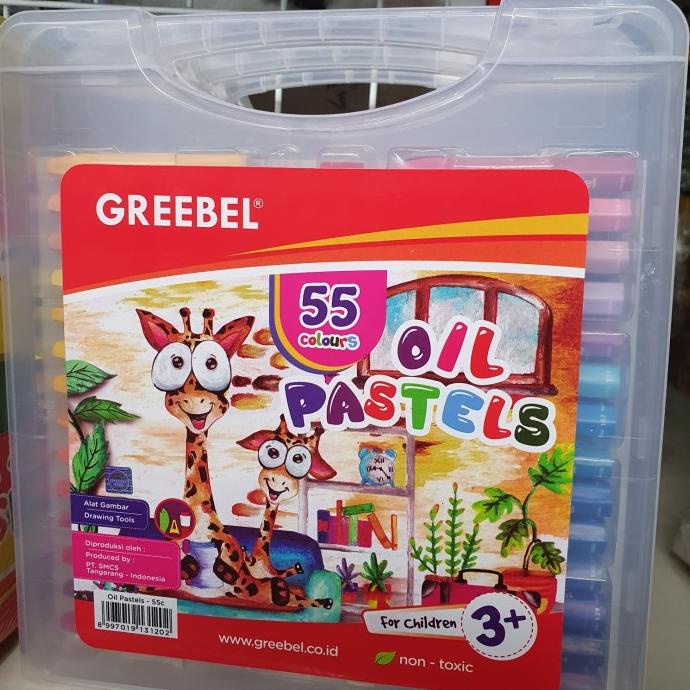 GREEBEL®
55
colours
OIL
PASTELS
Alat Gambar
Drawing Tools
Diproduksi oleh :
Produced by :
PT. SMCS
Tangerang - Indonesia
Oil Pastels - 55c
8 997019 131202
for Children
3+
www.greebel.co.id
non - toxic